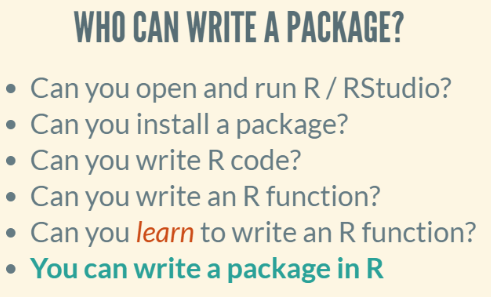 WHO CAN WRITE A PACKAGE?
• Can you open and run R / RStudio?
• Can you install a package?
• Can you write R code?
• Can you write an R function?
• Can you learn to write an R function?
• You can write a package in R